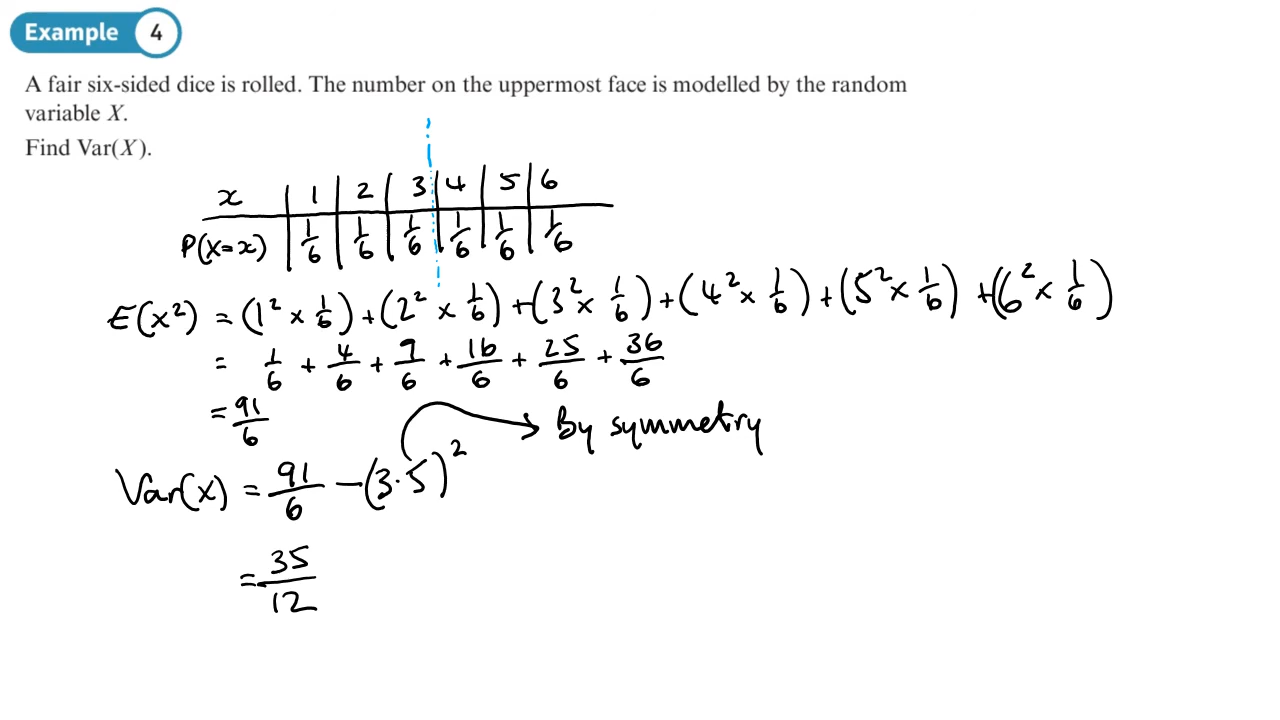 Example 4
A fair six-sided dice is rolled. The number on the uppermost face is modelled by the random
variable X.
Find Var(X).
x | 1 | 2 | 3 | 4 | 5 | 6
P(X=x) | 1/6 | 1/6 | 1/6 | 1/6 | 1/6 | 1/6
E(X²) = (1² × 1/6) + (2² × 1/6) + (3² × 1/6) + (4² × 1/6) + (5² × 1/6) + (6² × 1/6)
= 1/6 + 4/6 + 9/6 + 16/6 + 25/6 + 36/6
= 91/6
By symmetry
Var(X) = 91/6 − (3.5)²
= 35/12